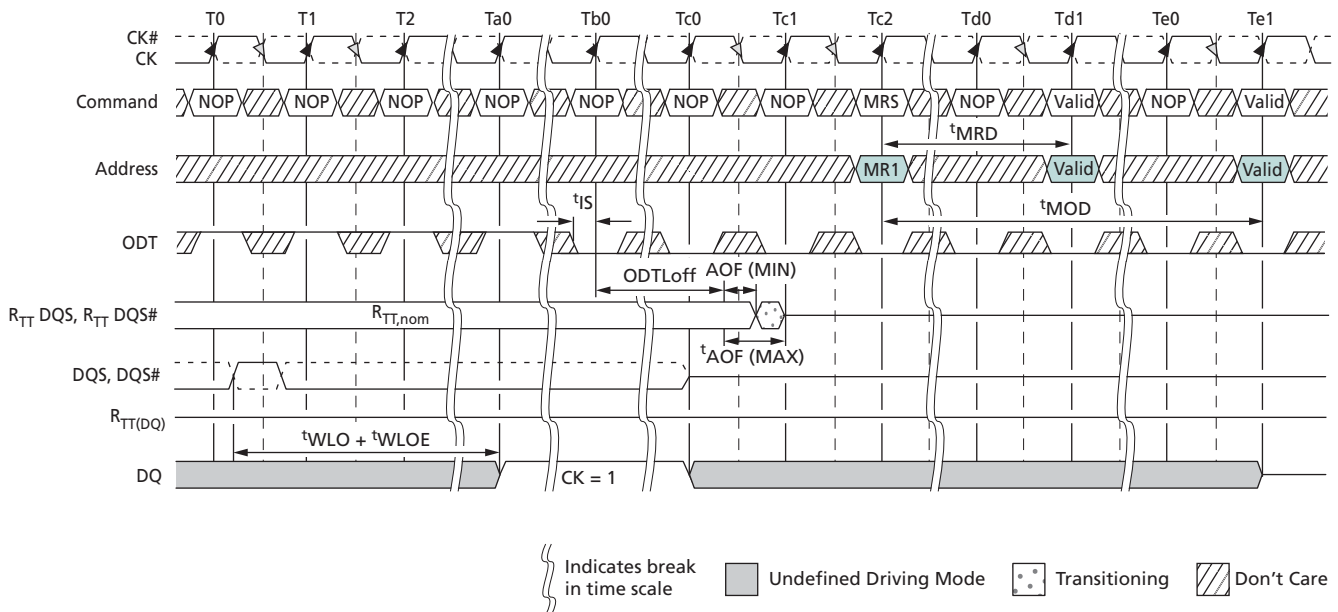 T0 T1 T2 Ta0 Tb0 Tc0 Tc1 Tc2 Td0 Td1 Te0 Te1
CK#
CK
Command NOP NOP NOP NOP NOP NOP NOP MRS NOP Valid NOP Valid
tMRD
Address MR1 Valid Valid
tIS
tMOD
ODT
ODTLoff AOF (MIN)
RTT DQS, RTT DQS# RTT,nom
tAOF (MAX)
DQS, DQS#
RTT(DQ)
tWLO + tWLOE
DQ CK = 1
Indicates break
in time scale
Undefined Driving Mode
Transitioning
Don't Care